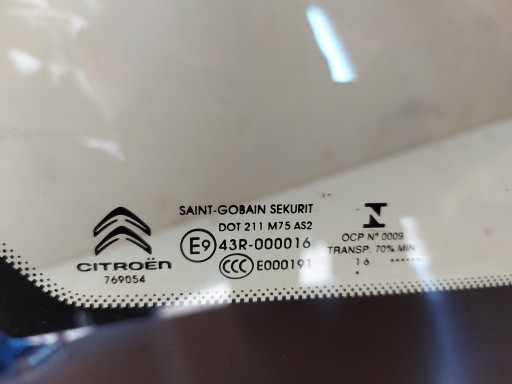 CITROËN
769054
SAINT-GOBAIN SEKURIT
DOT 211 M75 AS2
E9 43R-000016
CCC E000191
OCP N° 0009
TRANSP. 70% MIN
16 ......